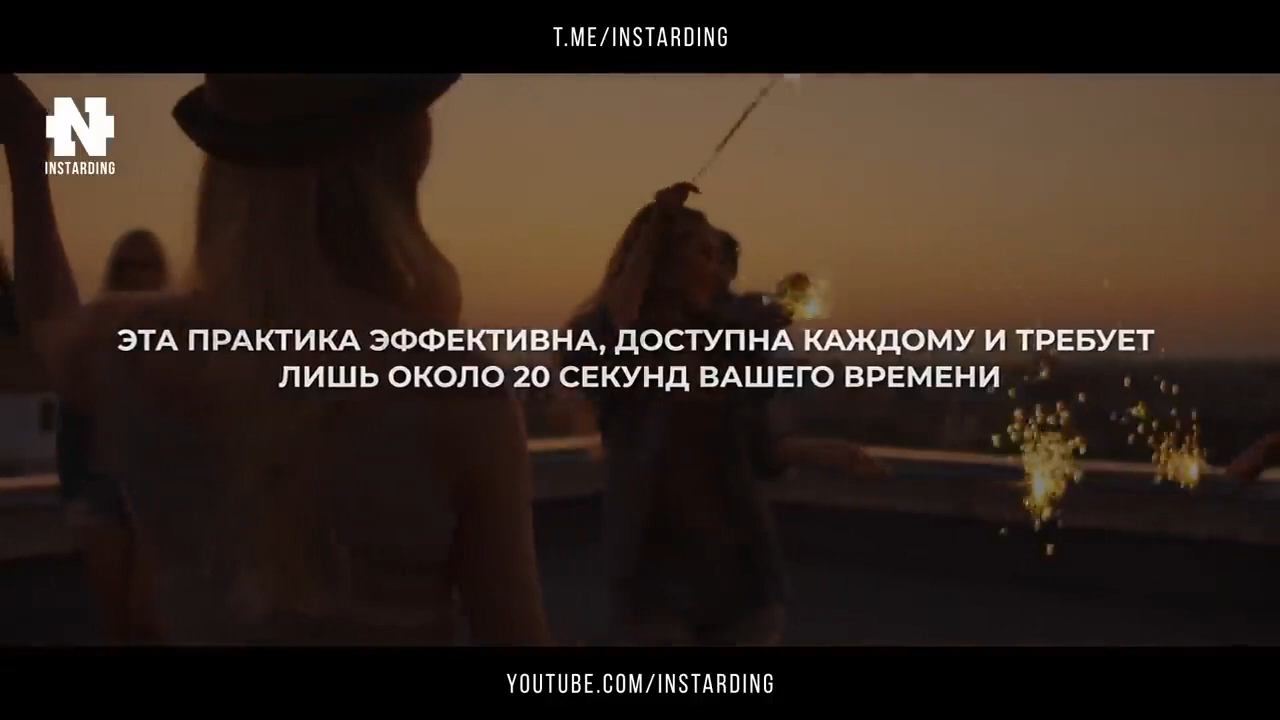 T.ME/INSTARDING
N
INSTARDING
ЭТА ПРАКТИКА ЭФФЕКТИВНА, ДОСТУПНА КАЖДОМУ И ТРЕБУЕТ
ЛИШЬ ОКОЛО 20 СЕКУНД ВАШЕГО ВРЕМЕНИ
YOUTUBE.COM/INSTARDING